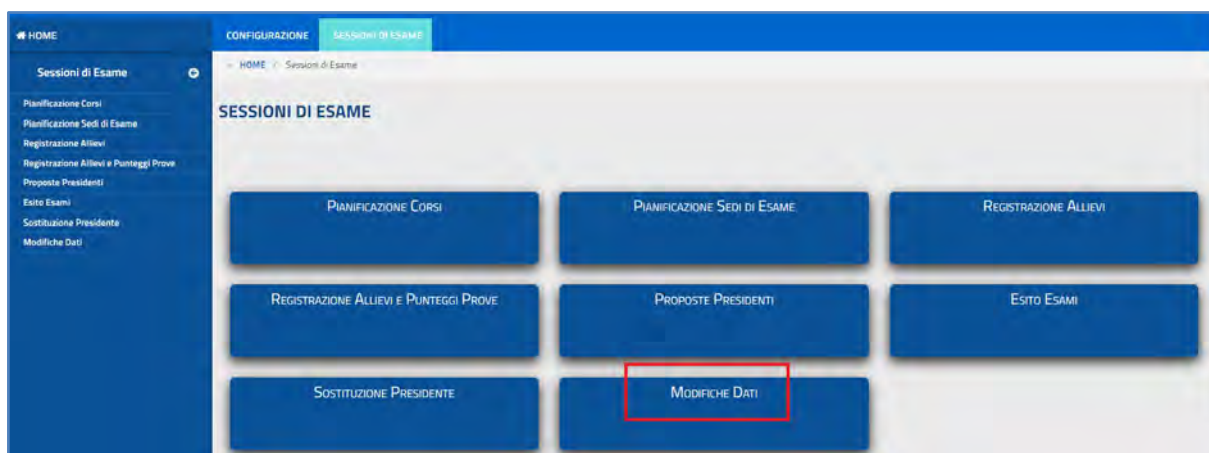 HOME
Sessioni di Esame
Pianificazione Corsi
Pianificazione Sedi di Esame
Registrazione Allievi
Registrazione Allievi e Punteggi Prove
Proposte Presidenti
Esito Esami
Sostituzione Presidente
Modifiche Dati
CONFIGURAZIONE SESSIONI DI ESAME
HOME / Sessioni di Esame
SESSIONI DI ESAME
PIANIFICAZIONE CORSI PIANIFICAZIONE SEDI DI ESAME REGISTRAZIONE ALLIEVI
REGISTRAZIONE ALLIEVI E PUNTEGGI PROVE PROPOSTE PRESIDENTI ESITO ESAMI
SOSTITUZIONE PRESIDENTE MODIFICHE DATI